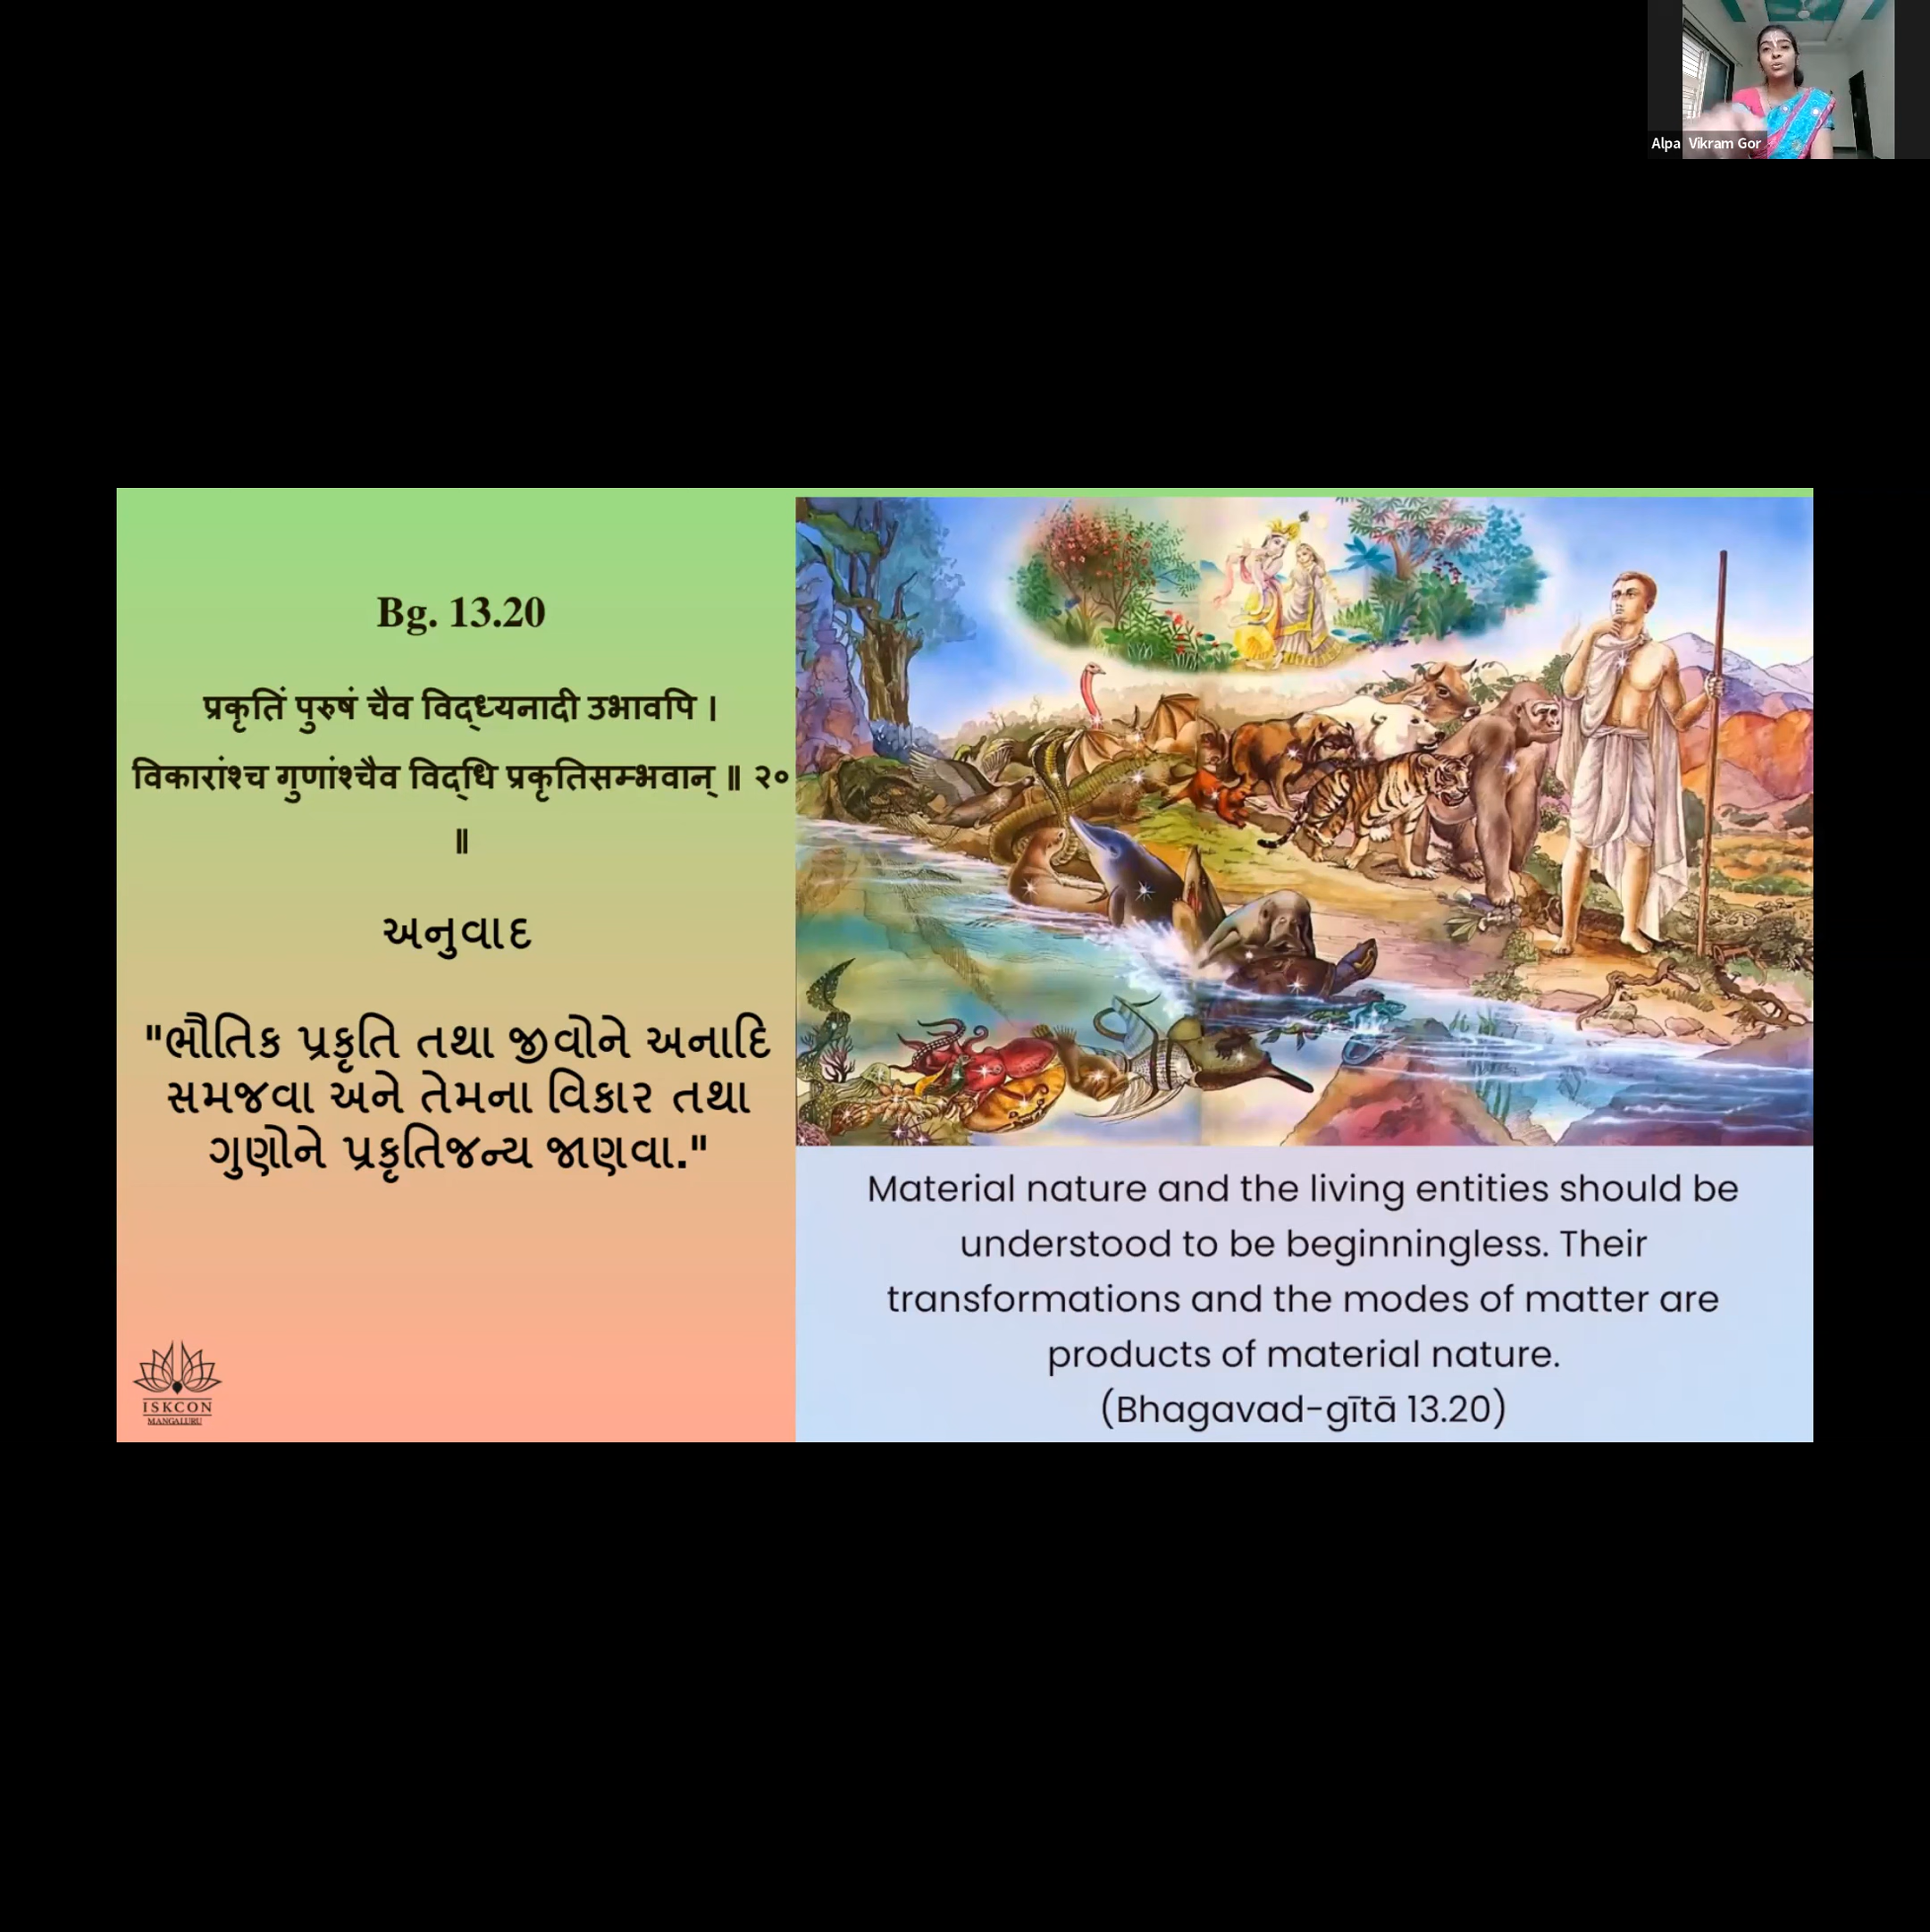 Alpa Vikram Gor
Bg. 13.20
प्रकृतिं पुरुषं चैव विद्ध्यनादी उभावपि ।
विकारांश्च गुणांश्चैव विद्धि प्रकृतिसम्भवान् ॥ २०
॥
અનુવાદ
"ભૌતિક પ્રકૃતિ તથા જીવોને અનાદિ
સમજવા અને તેમના વિકાર તથા
ગુણોને પ્રકૃતિજન્ય જાણવા."
ISKCON
MANGALURU
Material nature and the living entities should be
understood to be beginningless. Their
transformations and the modes of matter are
products of material nature.
(Bhagavad-gītā 13.20)